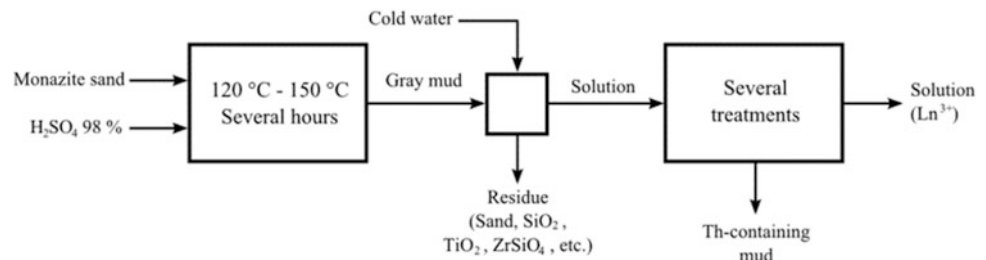 Cold water
Monazite sand
H₂SO₄ 98 %
120 °C - 150 °C
Several hours
Gray mud
Solution
Several
treatments
Solution
(Ln³⁺)
Residue
(Sand, SiO₂ ,
TiO₂ , ZrSiO₄ , etc.)
Th-containing
mud